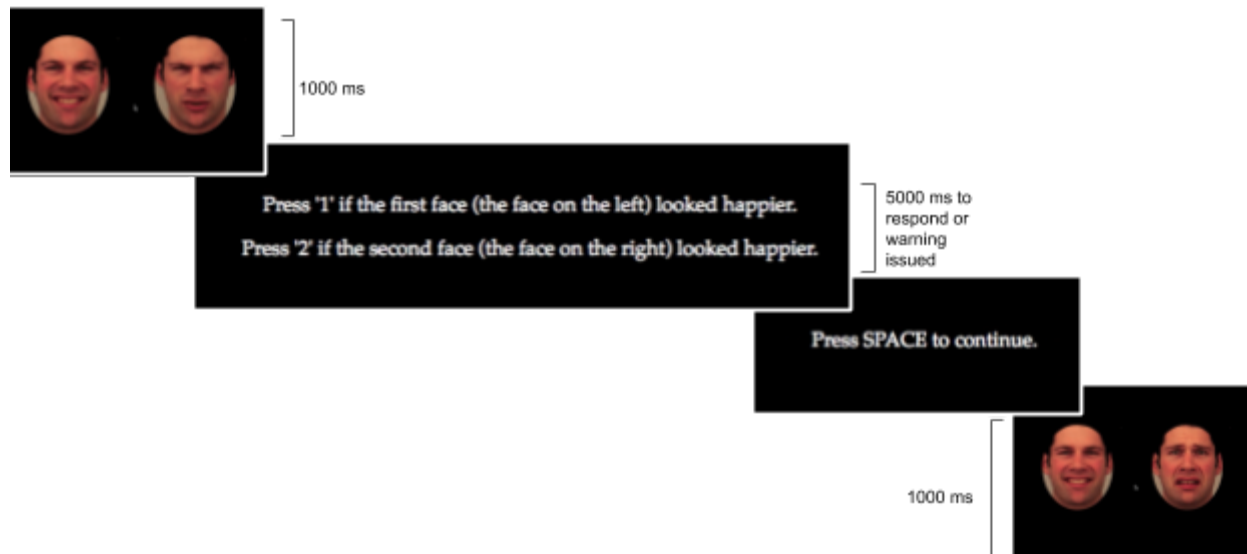 1000 ms
Press '1' if the first face (the face on the left) looked happier.
Press '2' if the second face (the face on the right) looked happier.
5000 ms to
respond or
warning
issued
Press SPACE to continue.
1000 ms